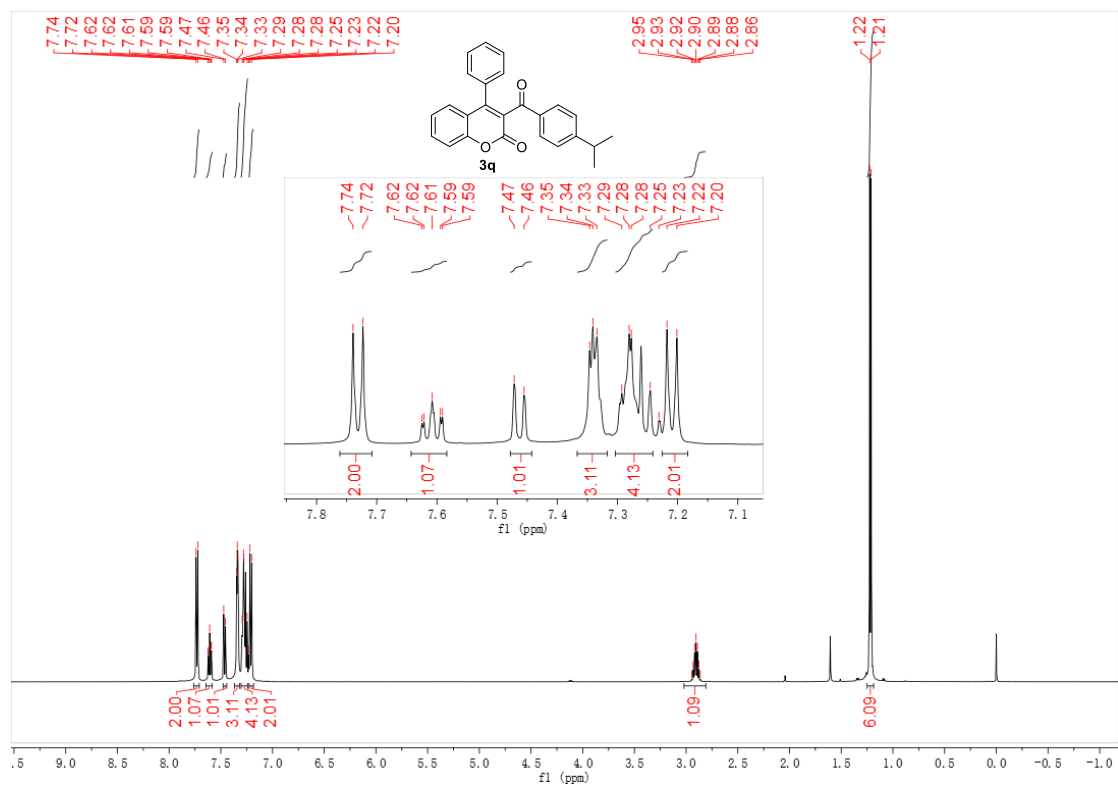 7.74 7.72 7.62 7.62 7.61 7.59 7.59 7.47 7.46 7.35 7.34 7.33 7.29 7.28 7.28 7.25 7.23 7.22 7.20
2.95 2.93 2.92 2.90 2.89 2.88 2.86
1.22 1.21
O
O
O
3q
7.74 7.72 7.62 7.62 7.61 7.59 7.59 7.47 7.46 7.35 7.34 7.33 7.29 7.28 7.28 7.25 7.23 7.22 7.20
2.00 1.07 1.01 3.11 4.13 2.01
7.8 7.7 7.6 7.5 7.4 7.3 7.2 7.1
f1 (ppm)
2.00 1.07 1.01 3.11 4.13 2.01 1.09 6.09
.5 9.0 8.5 8.0 7.5 7.0 6.5 6.0 5.5 5.0 4.5 4.0 3.5 3.0 2.5 2.0 1.5 1.0 0.5 0.0 -0.5 -1.0
f1 (ppm)